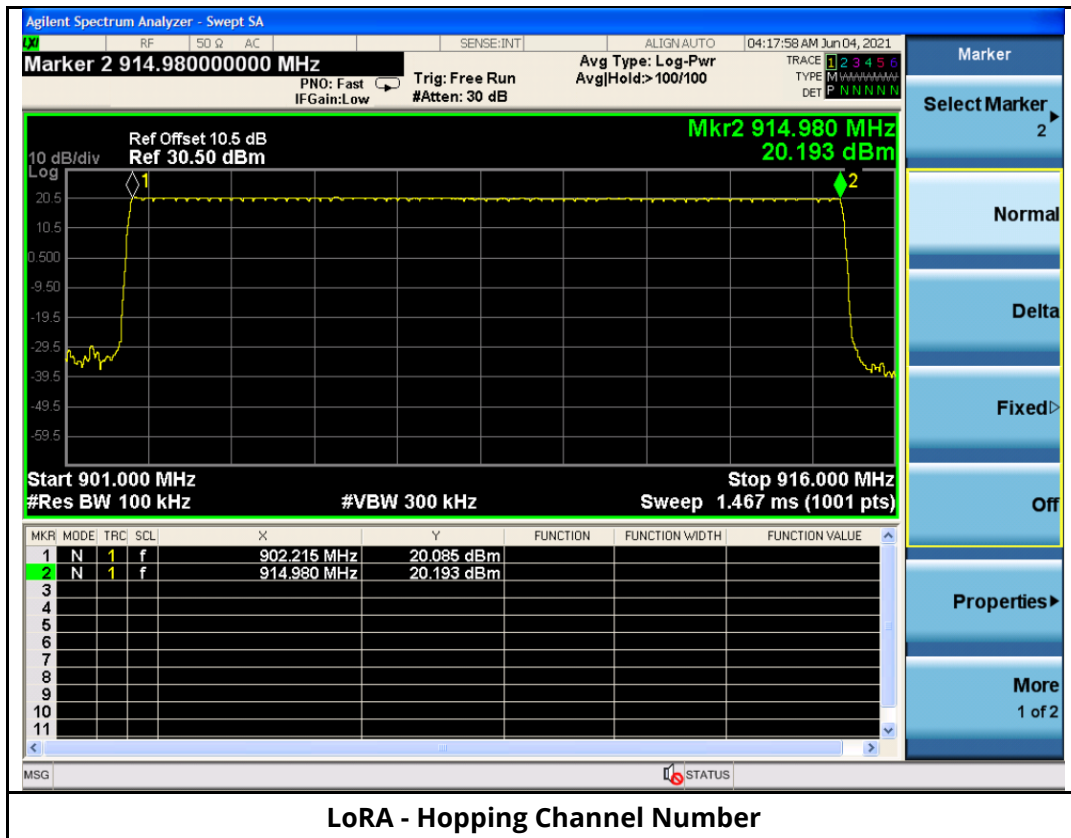 Agilent Spectrum Analyzer - Swept SA
LXI RF 50 Ω AC SENSE:INT ALIGNAUTO 04:17:58 AM Jun 04, 2021
Marker 2 914.980000000 MHz
PNO: Fast
IFGain:Low
Trig: Free Run
#Atten: 30 dB
Avg Type: Log-Pwr
Avg|Hold:>100/100
TRACE 1 2 3 4 5 6
TYPE M
DET P N N N N N
Marker
Select Marker
2
Normal
Delta
Fixed
Off
Properties
More
1 of 2
Mkr2 914.980 MHz
20.193 dBm
Ref Offset 10.5 dB
10 dB/div Ref 30.50 dBm
Log
1
2
20.5
10.5
0.500
-9.50
-19.5
-29.5
-39.5
-49.5
-59.5
Start 901.000 MHz Stop 916.000 MHz
#Res BW 100 kHz #VBW 300 kHz Sweep 1.467 ms (1001 pts)
MKR MODE TRC SCL X Y FUNCTION FUNCTION WIDTH FUNCTION VALUE
1 N 1 f 902.215 MHz 20.085 dBm
2 N 1 f 914.980 MHz 20.193 dBm
3
4
5
6
7
8
9
10
11
MSG STATUS
LoRA - Hopping Channel Number